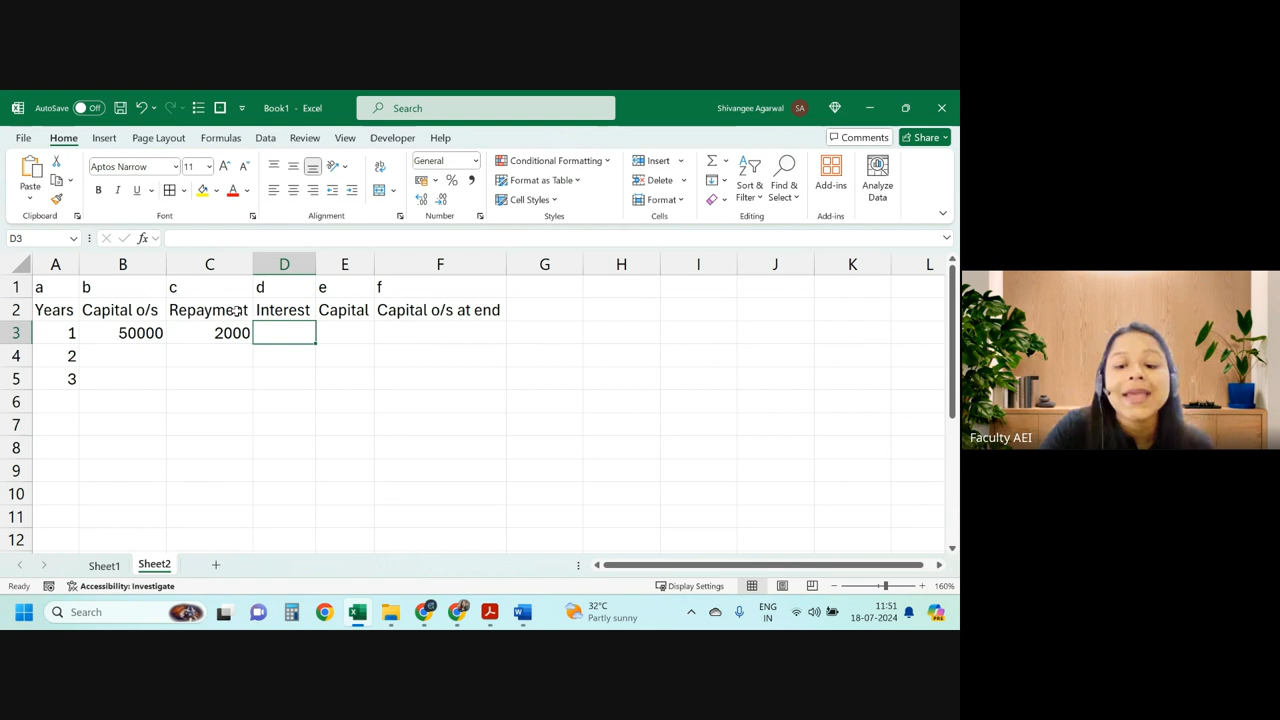 AutoSave Off Book1 - Excel Search Shivangee Agarwal SA
File Home Insert Page Layout Formulas Data Review View Developer Help Comments Share
Paste Aptos Narrow 11 A A General Conditional Formatting Insert Sort & Filter Find & Select Add-ins Analyze Data
B I U A % Format as Table Delete
Cell Styles Format
Clipboard Font Alignment Number Styles Cells Editing Add-ins
D3 fx
A B C D E F G H I J K L
1 a b c d e f
2 Years Capital o/s Repayment Interest Capital Capital o/s at end
3 1 50000 2000
4 2
5 3
6
7
8
9
10
11
12
Faculty AEI
Sheet1 Sheet2
Ready Accessibility: Investigate Display Settings 160%
Search 32°C Partly sunny ENG IN 11:51 18-07-2024